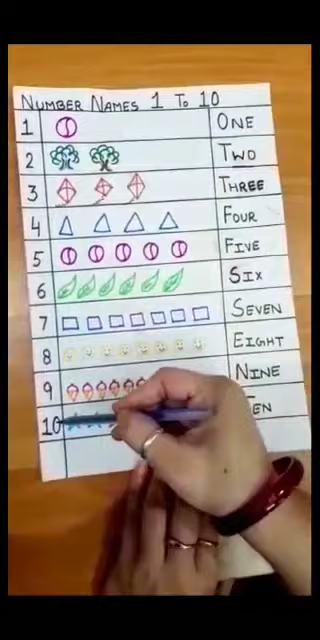 NUMBER NAMES 1 TO 10
1 ONE
2 TWO
3 THREE
4 FOUR
5 FIVE
6 SIX
7 SEVEN
8 EIGHT
9 NINE
10